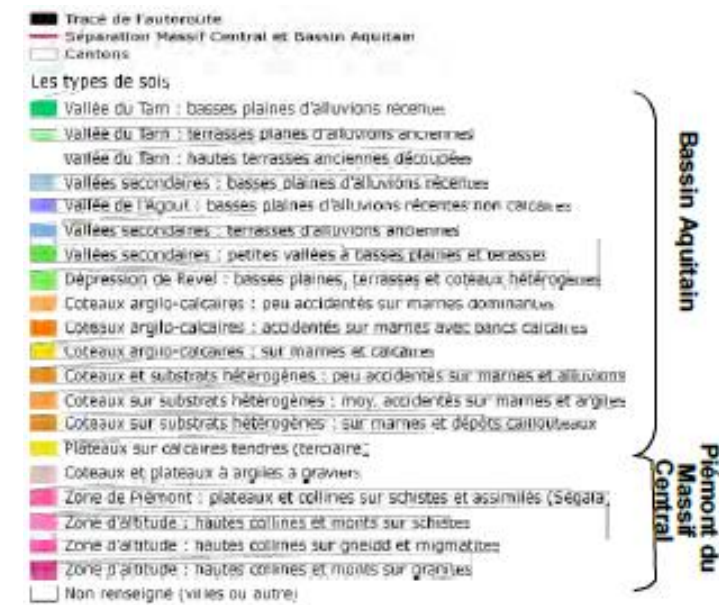 Tracé de l'autoroute
Séparation Massif Central et Bassin Aquitain
Cantons
Les types de sols
Vallée du Tarn : basses plaines d'alluvions récentes
Vallée du Tarn : terrasses planes d'alluvions anciennes
Vallée du Tarn : hautes terrasses anciennes découpées
Vallées secondaires : basses plaines d'alluvions récentes
Vallée de l'Agout : basses plaines d'alluvions récentes non calcaires
Vallées secondaires : terrasses d'alluvions anciennes
Vallées secondaires : petites vallées à basses plaines et terasses
Dépression de Revel : basses plaines, terrasses et coteaux hétérogènes
Coteaux argilo-calcaires : peu accidentés sur marnes dominantes
Coteaux argilo-calcaires : accidentés sur marnes avec bancs calcaires
Coteaux argilo-calcaires : sur marnes et calcaires
Coteaux et substrats hétérogènes : peu accidentés sur marnes et alluvions
Coteaux sur substrats hétérogènes : moy. accidentés sur marnes et argiles
Coteaux sur substrats hétérogènes : sur marnes et dépôts caillouteaux
Plateaux sur calcaires tendres (tertiaire)
Coteaux et plateaux à argiles à graviers
Zone de Piémont : plateaux et collines sur schistes et assimilés (Ségala)
Zone d'altitude : hautes collines et monts sur schistes
Zone d'altitude : hautes collines sur gneidd et migmatites
Zone d'altitude : hautes collines et monts sur granites
Non renseigné (villes ou autre)
Bassin Aquitain
Piémont du
Massif
Central